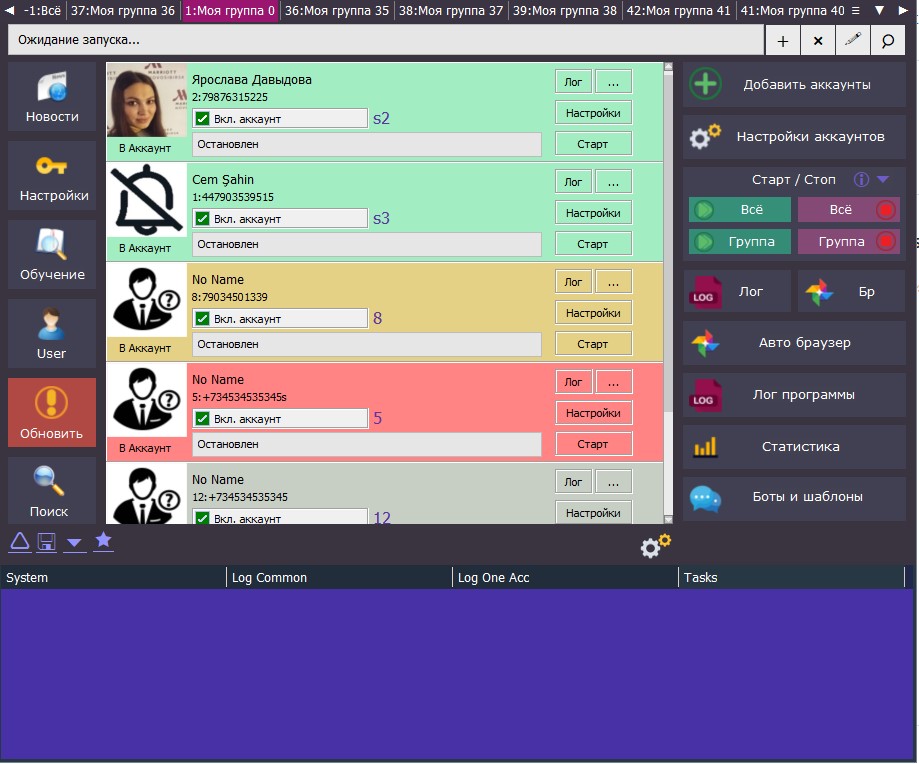 -1:Всё 37:Моя группа 36 1:Моя группа 0 36:Моя группа 35 38:Моя группа 37 39:Моя группа 38 42:Моя группа 41 41:Моя группа 40
Ожидание запуска...
Новости
Настройки
Обучение
User
Обновить
Поиск
Ярослава Давыдова
2:79876315225
Вкл. аккаунт s2
В Аккаунт
Остановлен
Лог ...
Настройки
Старт
Cem Şahin
1:447903539515
Вкл. аккаунт s3
В Аккаунт
Остановлен
Лог ...
Настройки
Старт
No Name
8:79034501339
Вкл. аккаунт 8
В Аккаунт
Остановлен
Лог ...
Настройки
Старт
No Name
5:+734534535345s
Вкл. аккаунт 5
В Аккаунт
Остановлен
Лог ...
Настройки
Старт
No Name
12:+734534535345
Вкл. аккаунт 12
Лог ...
Настройки
Добавить аккаунты
Настройки аккаунтов
Старт / Стоп
Всё Всё
Группа Группа
LOG Лог Бр
Авто браузер
LOG Лог программы
Статистика
Боты и шаблоны
System Log Common Log One Acc Tasks